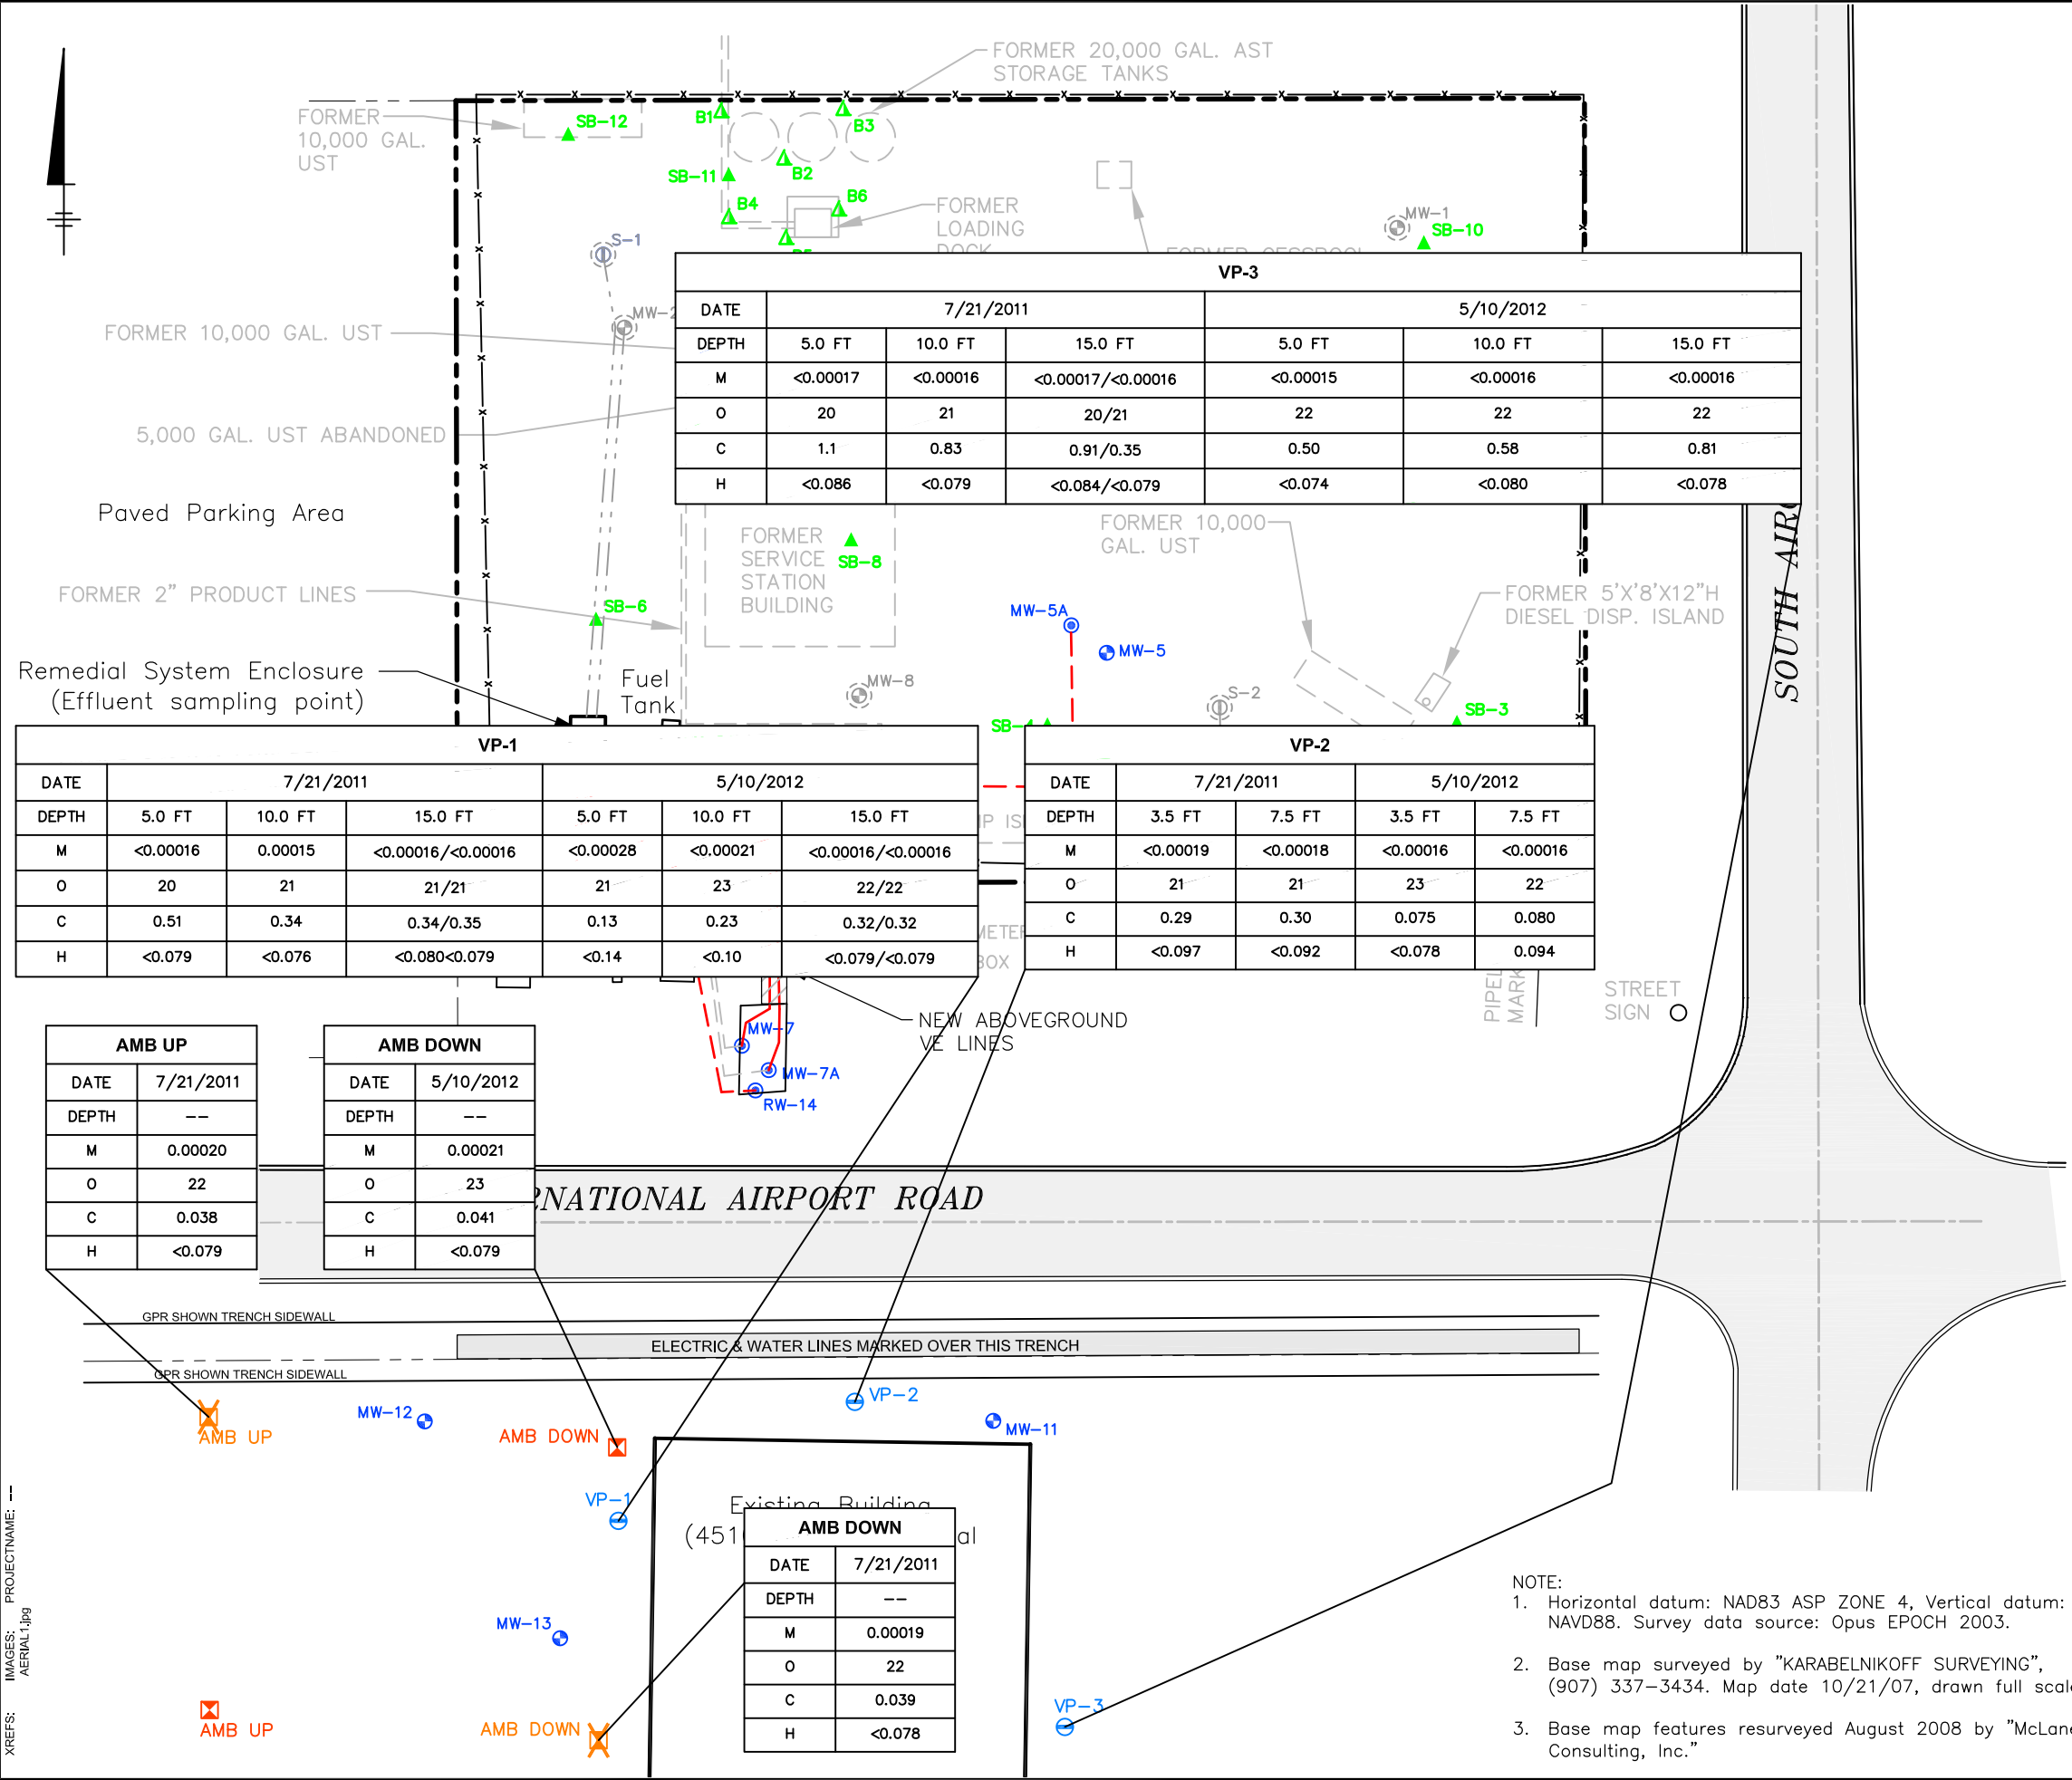 FORMER 20,000 GAL. AST
STORAGE TANKS
FORMER
10,000 GAL.
UST
SB-12
B1
B3
B2
SB-11
B4
B6
FORMER
LOADING
DOCK
MW-1
SB-10
S-1
MW-2
FORMER 10,000 GAL. UST
5,000 GAL. UST ABANDONED
Paved Parking Area
FORMER 2" PRODUCT LINES
VP-3
DATE 7/21/2011 5/10/2012
DEPTH 5.0 FT 10.0 FT 15.0 FT 5.0 FT 10.0 FT 15.0 FT
M <0.00017 <0.00016 <0.00017/<0.00016 <0.00015 <0.00016 <0.00016
O 20 21 20/21 22 22 22
C 1.1 0.83 0.91/0.35 0.50 0.58 0.81
H <0.086 <0.079 <0.084/<0.079 <0.074 <0.080 <0.078
FORMER
SERVICE
STATION
BUILDING
SB-8
SB-6
FORMER 10,000
GAL. UST
FORMER 5'X'8'X12"H
DIESEL DISP. ISLAND
SOUTH
MW-5A
MW-5
Remedial System Enclosure
(Effluent sampling point)
Fuel
Tank
MW-8
S-2
SB-3
VP-1
DATE 7/21/2011 5/10/2012
DEPTH 5.0 FT 10.0 FT 15.0 FT 5.0 FT 10.0 FT 15.0 FT
M <0.00016 0.00015 <0.00016/<0.00016 <0.00028 <0.00021 <0.00016/<0.00016
O 20 21 21/21 21 23 22/22
C 0.51 0.34 0.34/0.35 0.13 0.23 0.32/0.32
H <0.079 <0.076 <0.080<0.079 <0.14 <0.10 <0.079/<0.079
VP-2
DATE 7/21/2011 5/10/2012
DEPTH 3.5 FT 7.5 FT 3.5 FT 7.5 FT
M <0.00019 <0.00018 <0.00016 <0.00016
O 21 21 23 22
C 0.29 0.30 0.075 0.080
H <0.097 <0.092 <0.078 0.094
BOX
STREET
SIGN
NEW ABOVEGROUND
VE LINES
MW-7
MW-7A
RW-14
AMB UP
DATE 7/21/2011
DEPTH --
M 0.00020
O 22
C 0.038
H <0.079
AMB DOWN
DATE 5/10/2012
DEPTH --
M 0.00021
O 23
C 0.041
H <0.079
RNATIONAL AIRPORT ROAD
GPR SHOWN TRENCH SIDEWALL
ELECTRIC & WATER LINES MARKED OVER THIS TRENCH
GPR SHOWN TRENCH SIDEWALL
AMB UP
MW-12
AMB DOWN
VP-2
MW-11
VP-1
Existing Building
(451
al
AMB DOWN
DATE 7/21/2011
DEPTH --
M 0.00019
O 22
C 0.039
H <0.078
MW-13
AMB UP
AMB DOWN
VP-3
NOTE:
1. Horizontal datum: NAD83 ASP ZONE 4, Vertical datum:
NAVD88. Survey data source: Opus EPOCH 2003.
2. Base map surveyed by "KARABELNIKOFF SURVEYING",
(907) 337-3434. Map date 10/21/07, drawn full scale
3. Base map features resurveyed August 2008 by "McLane
Consulting, Inc."
XREFS: IMAGES: PROJECTNAME: --
AERIAL1.jpg